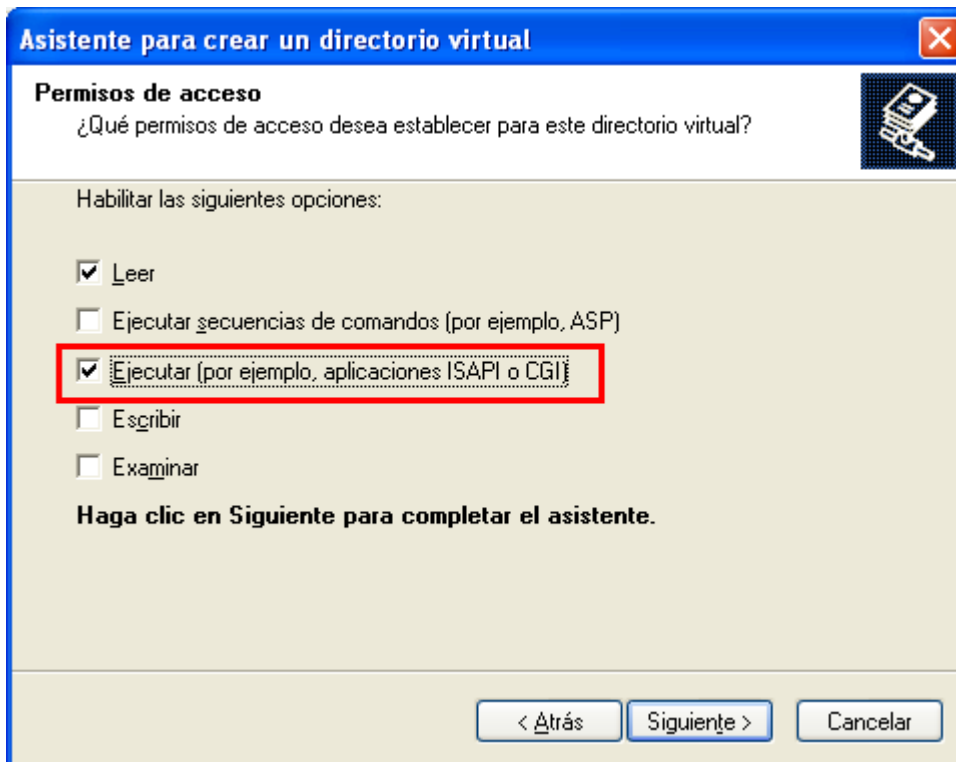 Asistente para crear un directorio virtual
Permisos de acceso
¿Qué permisos de acceso desea establecer para este directorio virtual?
Habilitar las siguientes opciones:
Leer
Ejecutar secuencias de comandos (por ejemplo, ASP)
Ejecutar (por ejemplo, aplicaciones ISAPI o CGI)
Escribir
Examinar
Haga clic en Siguiente para completar el asistente.
< Atrás Siguiente > Cancelar